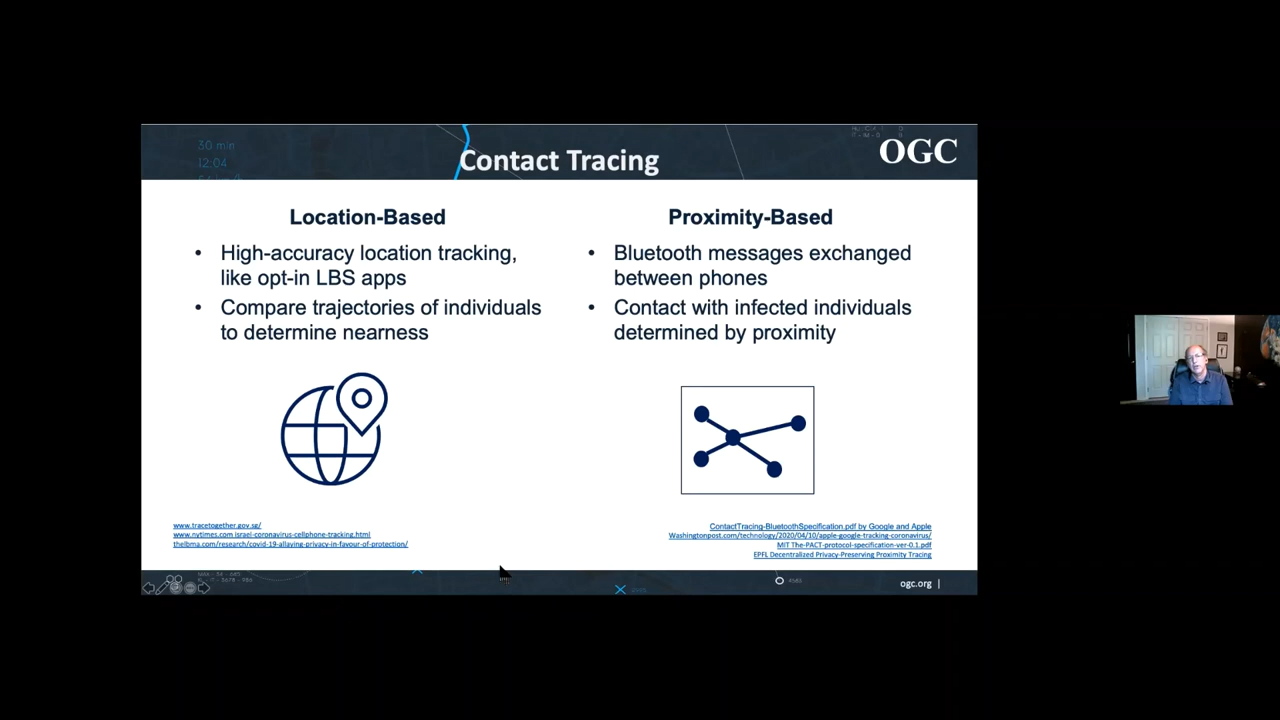 30 min
12:04
Contact Tracing
OGC
Location-Based
• High-accuracy location tracking,
like opt-in LBS apps
• Compare trajectories of individuals
to determine nearness
Proximity-Based
• Bluetooth messages exchanged
between phones
• Contact with infected individuals
determined by proximity
www.tracetogether.gov.sg/
www.nytimes.com israel-coronavirus-cellphone-tracking.html
thelbma.com/research/covid-19-allaying-privacy-in-favour-of-protection/
ContactTracing-BluetoothSpecification.pdf by Google and Apple
Washingtonpost.com/technology/2020/04/10/apple-google-tracking-coronavirus/
MIT The-PACT-protocol-specification-ver-0.1.pdf
EPFL Decentralized Privacy-Preserving Proximity Tracing
ogc.org |